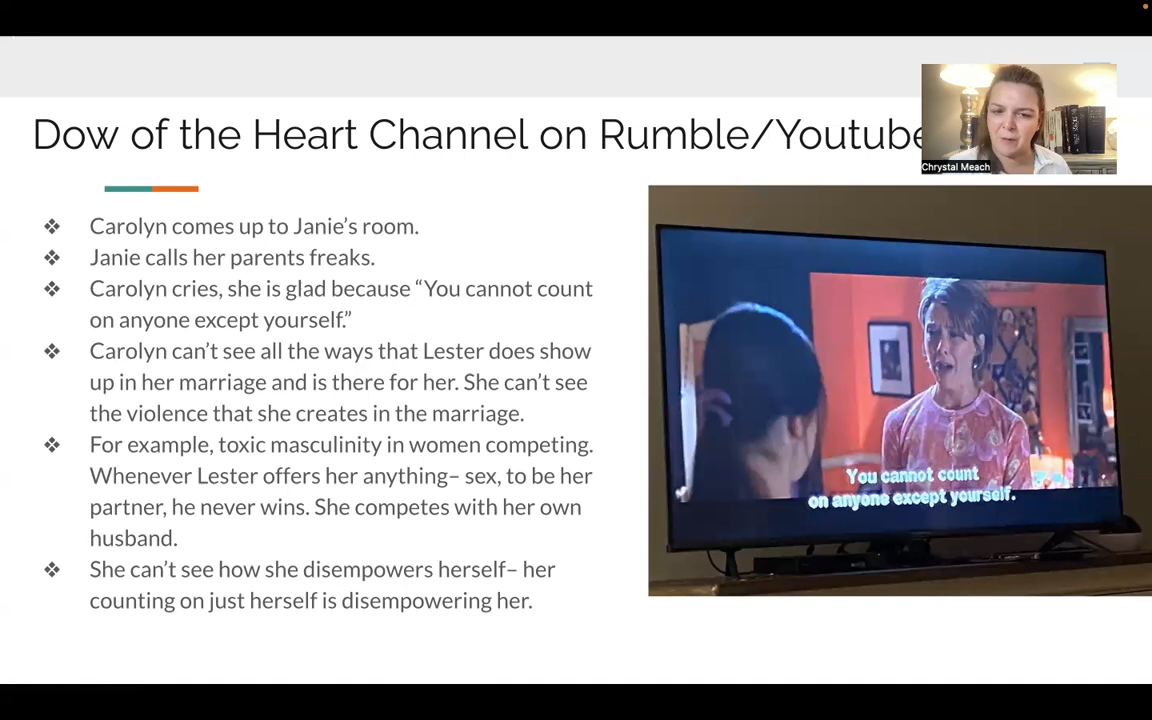 Dow of the Heart Channel on Rumble/Youtube
Chrystal Meach
❖ Carolyn comes up to Janie's room.
❖ Janie calls her parents freaks.
❖ Carolyn cries, she is glad because “You cannot count
on anyone except yourself.”
❖ Carolyn can't see all the ways that Lester does show
up in her marriage and is there for her. She can't see
the violence that she creates in the marriage.
❖ For example, toxic masculinity in women competing.
Whenever Lester offers her anything– sex, to be her
partner, he never wins. She competes with her own
husband.
❖ She can't see how she disempowers herself– her
counting on just herself is disempowering her.
You cannot count
on anyone except yourself.